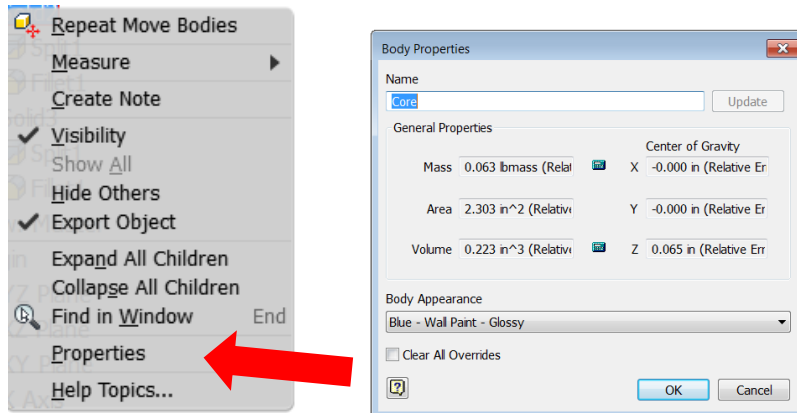 Repeat Move Bodies
Measure
Create Note
Visibility
Show All
Hide Others
Export Object
Expand All Children
Collapse All Children
Find in Window End
Properties
Help Topics...
Body Properties
Name
Core
Update
General Properties
Center of Gravity
Mass 0.063 lbmass (Relat X -0.000 in (Relative Er
Area 2.303 in^2 (Relative Y -0.000 in (Relative Er
Volume 0.223 in^3 (Relative Z 0.065 in (Relative Err
Body Appearance
Blue - Wall Paint - Glossy
Clear All Overrides
OK Cancel